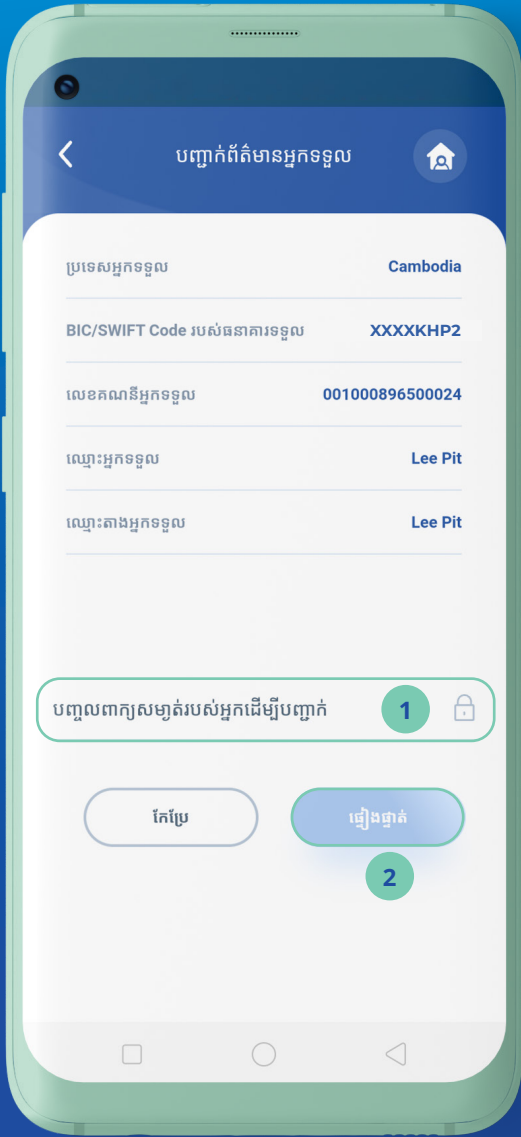 បញ្ជាក់ព័ត៌មានអ្នកទទួល
ប្រទេសអ្នកទទួល Cambodia
BIC/SWIFT Code របស់ធនាគារទទួល XXXXKHP2
លេខគណនីអ្នកទទួល 001000896500024
ឈ្មោះអ្នកទទួល Lee Pit
ឈ្មោះតាងអ្នកទទួល Lee Pit
បញ្ចូលពាក្យសម្ងាត់របស់អ្នកដើម្បីបញ្ជាក់ 1
កែប្រែ ផ្ទៀងផ្ទាត់
2